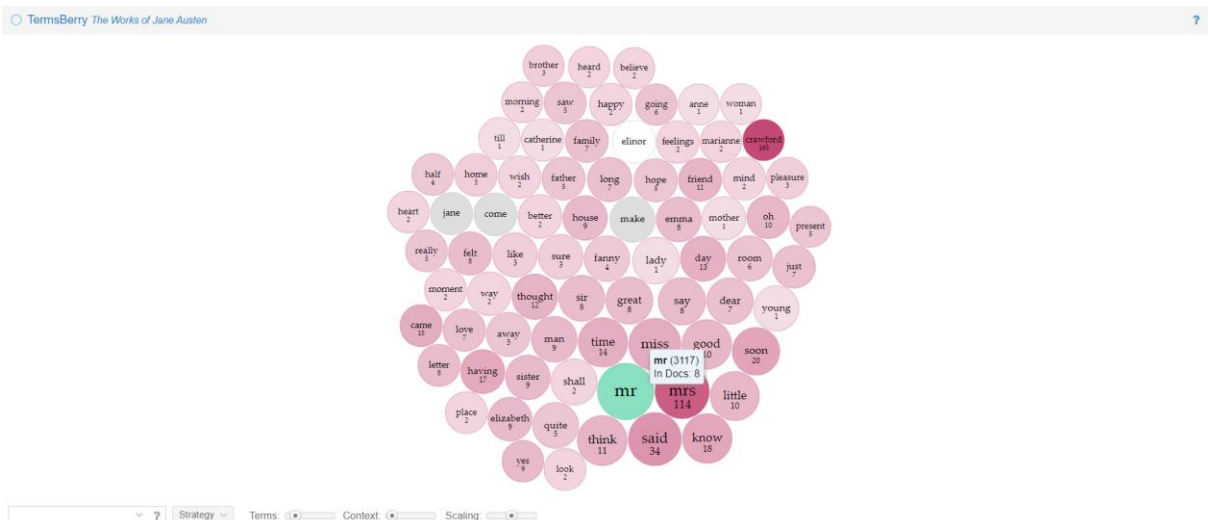 TermsBerry The Works of Jane Austen ?
brother 3 heard 2 believe 2
morning 2 saw 5 happy 2 going 6 anne 1 woman 1
till 1 catherine 1 family 7 elinor feelings 2 marianne 2 crawford 163
half 4 home 3 wish 2 father 5 long 7 hope 5 friend 11 mind 2 pleasure 3
heart 2 jane come better 2 house 9 make emma 8 mother 1 oh 10 present 5
really 5 felt 8 like 3 sure 3 fanny 4 lady 1 day 13 room 6 just 7
moment 2 way 2 thought 12 sir 8 great 8 say 6 dear 7 young 1
came 13 love 7 away 5 man 9 time 14 miss good 10 soon 20
mr (3117)
In Docs: 8
letter 8 having 17 sister 9 shall 2 mr mrs 114 little 10
place 2 elizabeth 9 quite 5 think 11 said 34 know 18
yes 9 look 2
? Strategy Terms: Context: Scaling: